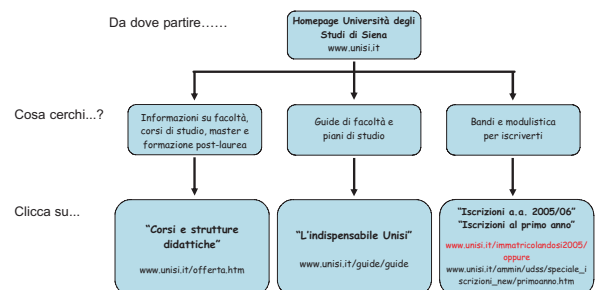 Da dove partire……
Homepage Università degli
Studi di Siena
www.unisi.it
Cosa cerchi...?
Informazioni su facoltà,
corsi di studio, master e
formazione post-laurea
Guide di facoltà e
piani di studio
Bandi e modulistica
per iscriverti
Clicca su...
“Corsi e strutture
didattiche”
www.unisi.it/offerta.htm
“L’indispensabile Unisi”
www.unisi.it/guide/guide
“Iscrizioni a.a. 2005/06”
“Iscrizioni al primo anno”
www.unisi.it/immatricolandosi2005/
oppure
www.unisi.it/ammin/udss/speciale_i
scrizioni_new/primoanno.htm